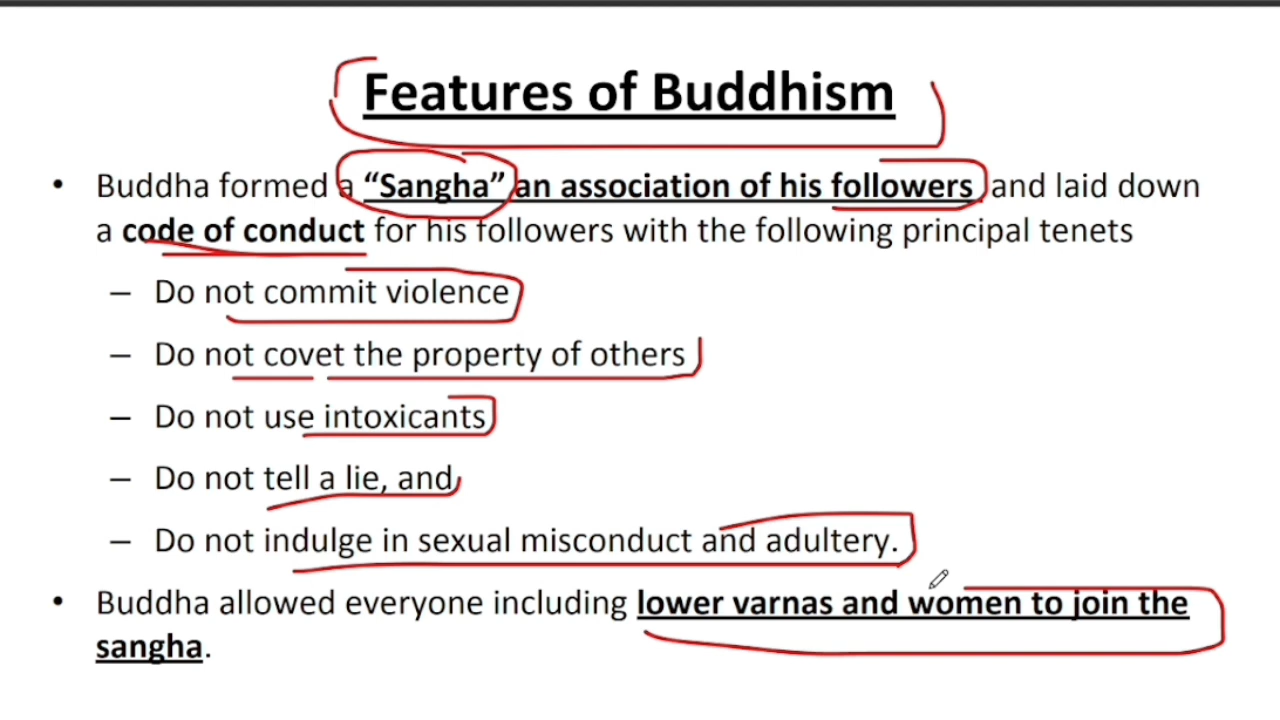 Features of Buddhism
• Buddha formed a “Sangha” an association of his followers and laid down
a code of conduct for his followers with the following principal tenets
– Do not commit violence
– Do not covet the property of others
– Do not use intoxicants
– Do not tell a lie, and
– Do not indulge in sexual misconduct and adultery.
• Buddha allowed everyone including lower varnas and women to join the
sangha.